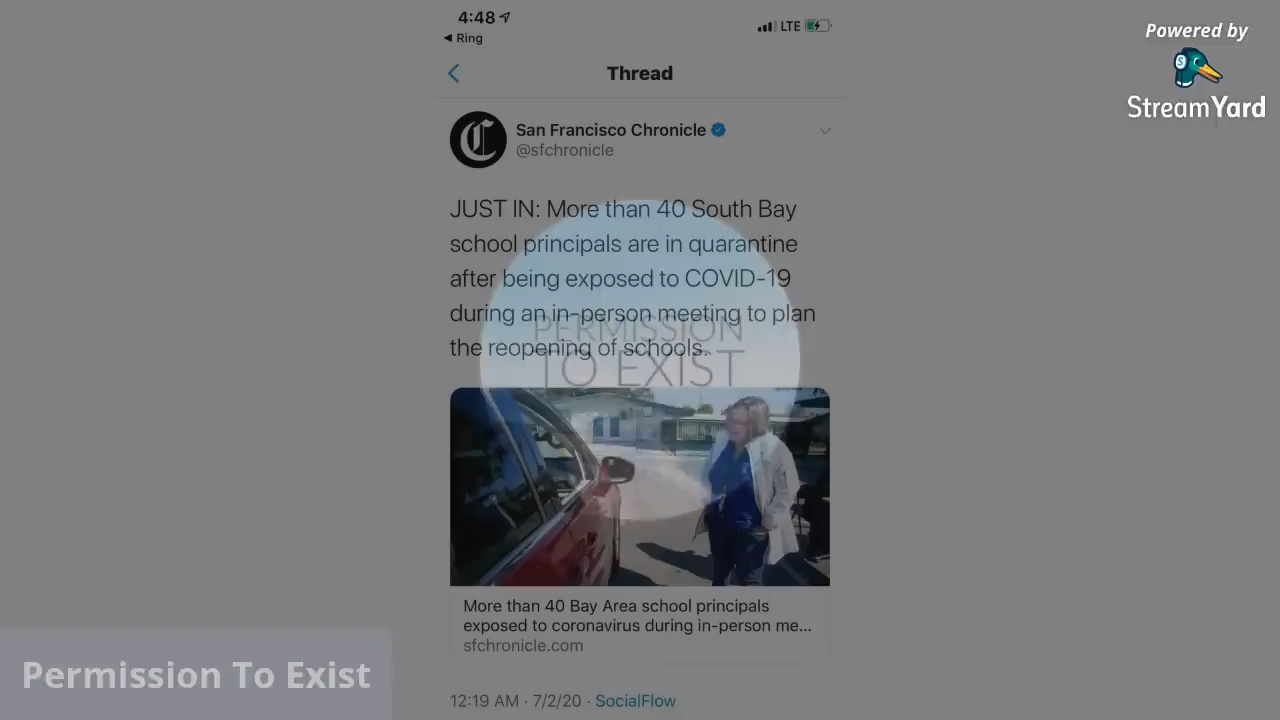 4:48
LTE
Ring
Powered by
StreamYard
Thread
San Francisco Chronicle
@sfchronicle
JUST IN: More than 40 South Bay
school principals are in quarantine
after being exposed to COVID-19
during an in-person meeting to plan
the reopening of schools.
PERMISSION
TO EXIST
More than 40 Bay Area school principals
exposed to coronavirus during in-person me...
sfchronicle.com
Permission To Exist
12:19 AM · 7/2/20 · SocialFlow